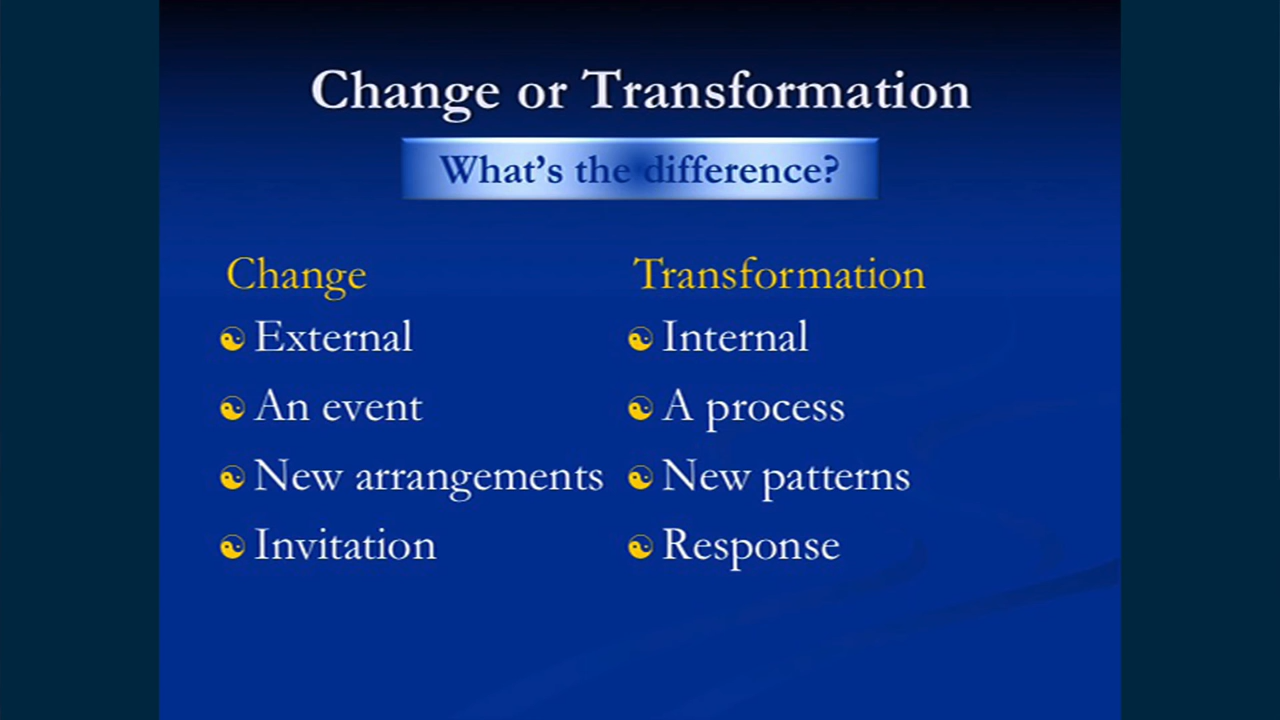 Change or Transformation
What's the difference?
Change
External
An event
New arrangements
Invitation
Transformation
Internal
A process
New patterns
Response